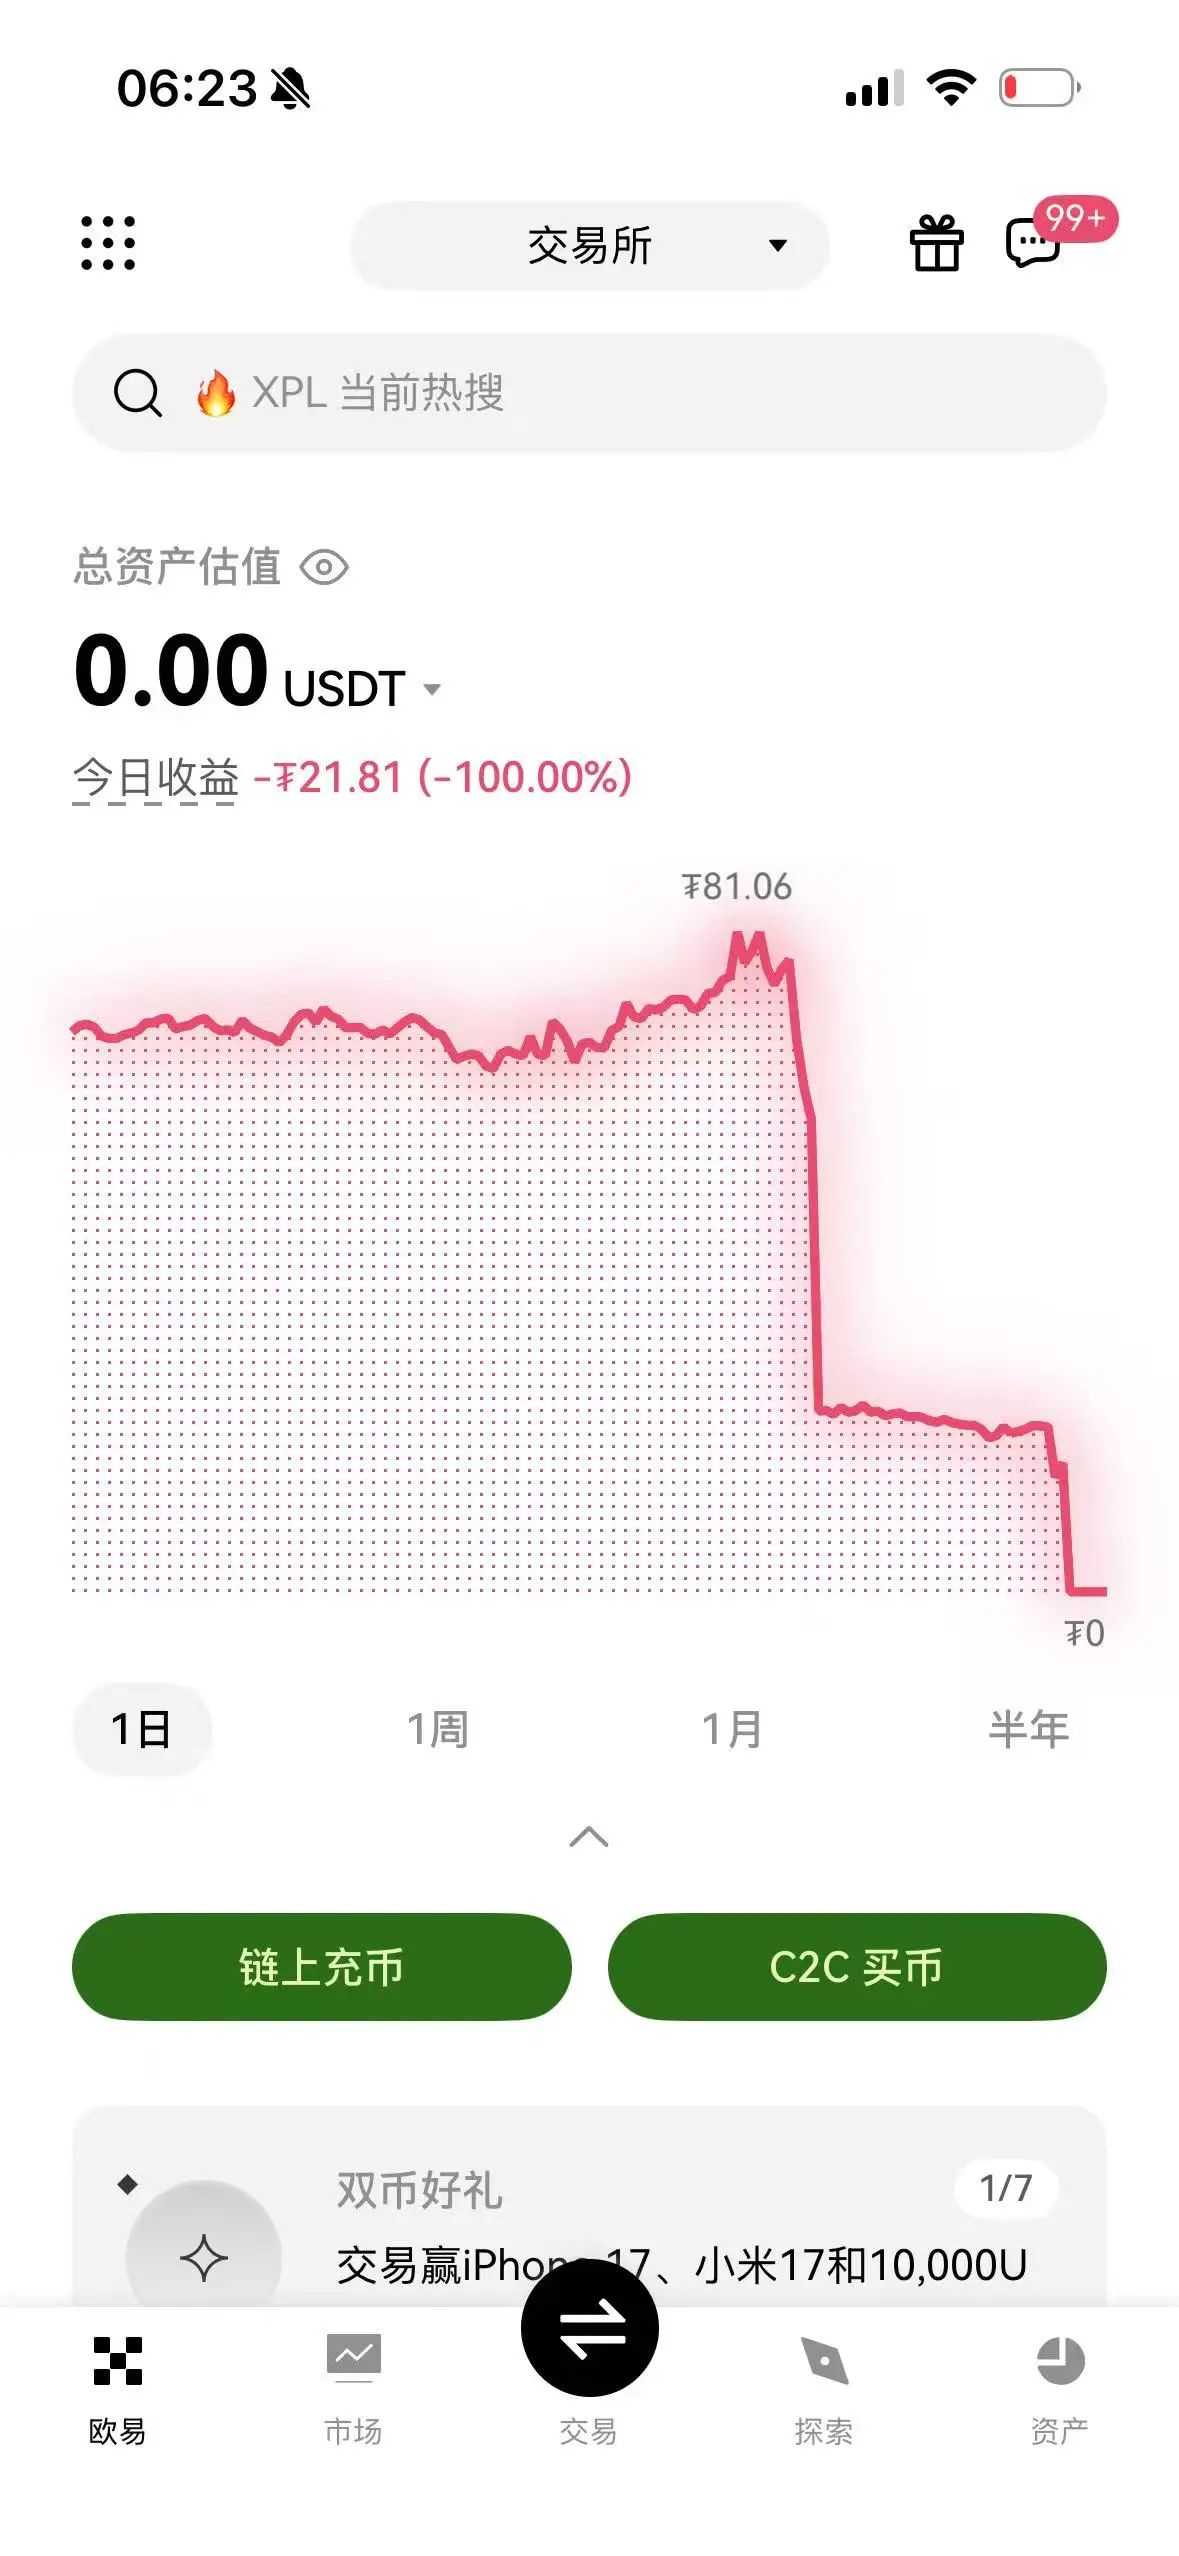 06:23
交易所
99+
XPL 当前热搜
总资产估值
0.00 USDT
今日收益 -₮21.81 (-100.00%)
₮81.06
₮0
1日 1周 1月 半年
链上充币 C2C 买币
双币好礼 1/7
交易赢iPhone 17、小米17和10,000U
欧易 市场 交易 探索 资产